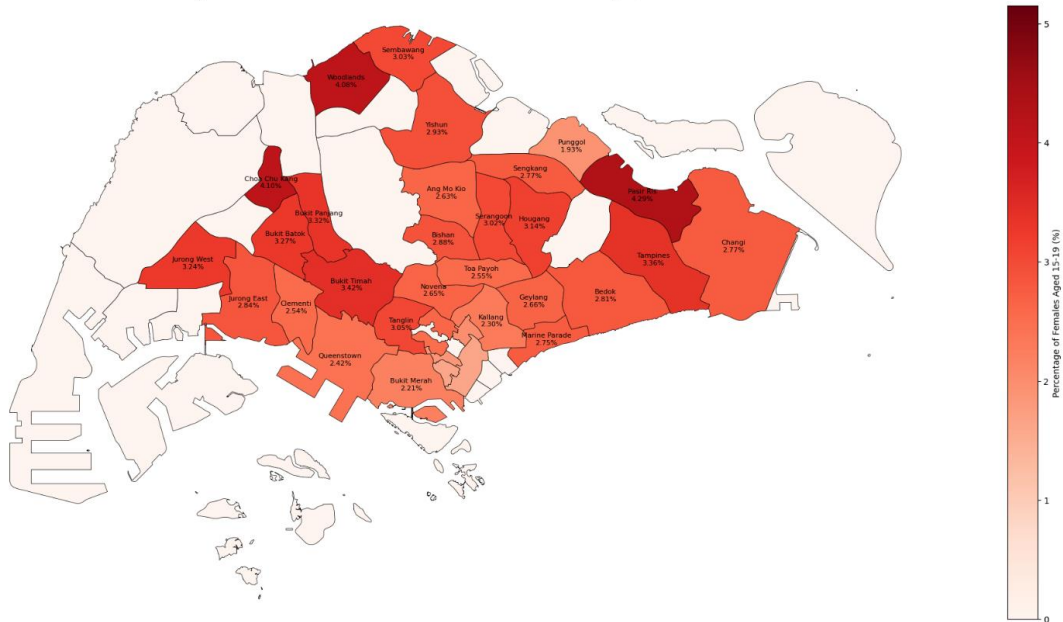 Sembawang
3.03%
Woodlands
4.08%
Yishun
2.93%
Punggol
1.93%
Sengkang
2.77%
Choa Chu Kang
4.10%
Ang Mo Kio
2.63%
Pasir Ris
4.29%
Bukit Panjang
3.32%
Serangoon
3.02%
Hougang
3.14%
Bukit Batok
3.27%
Bishan
2.88%
Changi
2.77%
Tampines
3.36%
Jurong West
3.24%
Toa Payoh
2.55%
Bukit Timah
3.42%
Novena
2.65%
Bedok
2.81%
Jurong East
2.84%
Clementi
2.54%
Geylang
2.66%
Tanglin
3.05%
Kallang
2.30%
Marine Parade
2.75%
Queenstown
2.42%
Bukit Merah
2.21%
5
4
3
2
1
0
Percentage of Females Aged 15-19 (%)